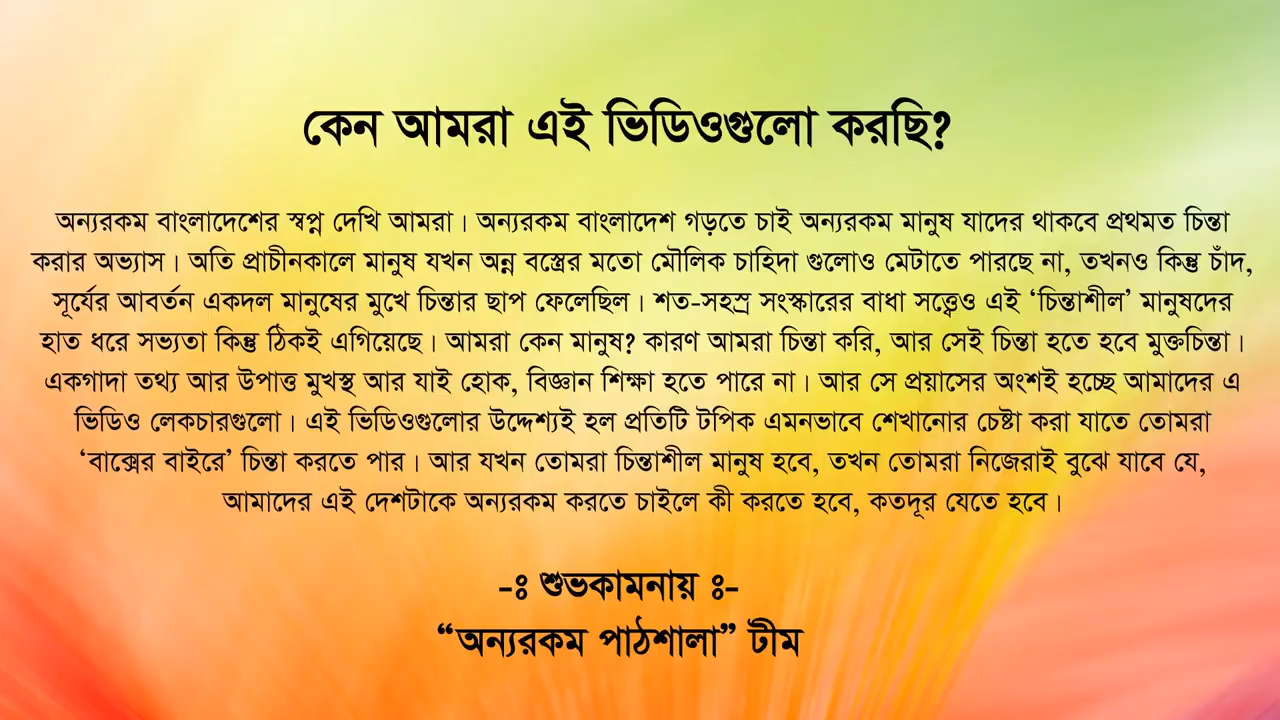 কেন আমরা এই ভিডিওগুলো করছি?
অন্যরকম বাংলাদেশের স্বপ্ন দেখি আমরা। অন্যরকম বাংলাদেশ গড়তে চাই অন্যরকম মানুষ যাদের থাকবে প্রথমত চিন্তা
করার অভ্যাস। অতি প্রাচীনকালে মানুষ যখন অন্ন বস্ত্রের মতো মৌলিক চাহিদা গুলোও মেটাতে পারছে না, তখনও কিন্তু চাঁদ,
সূর্যের আবর্তন একদল মানুষের মুখে চিন্তার ছাপ ফেলেছিল। শত-সহস্র সংস্কারের বাধা সত্ত্বেও এই ‘চিন্তাশীল’ মানুষদের
হাত ধরে সভ্যতা কিন্তু ঠিকই এগিয়েছে। আমরা কেন মানুষ? কারণ আমরা চিন্তা করি, আর সেই চিন্তা হতে হবে মুক্তচিন্তা।
একগাদা তথ্য আর উপাত্ত মুখস্থ আর যাই হোক, বিজ্ঞান শিক্ষা হতে পারে না। আর সে প্রয়াসের অংশই হচ্ছে আমাদের এ
ভিডিও লেকচারগুলো। এই ভিডিওগুলোর উদ্দেশ্যই হল প্রতিটি টপিক এমনভাবে শেখানোর চেষ্টা করা যাতে তোমরা
‘বাক্সের বাইরে’ চিন্তা করতে পার। আর যখন তোমরা চিন্তাশীল মানুষ হবে, তখন তোমরা নিজেরাই বুঝে যাবে যে,
আমাদের এই দেশটাকে অন্যরকম করতে চাইলে কী করতে হবে, কতদূর যেতে হবে।
-ঃ শুভকামনায় ঃ-
“অন্যরকম পাঠশালা” টীম